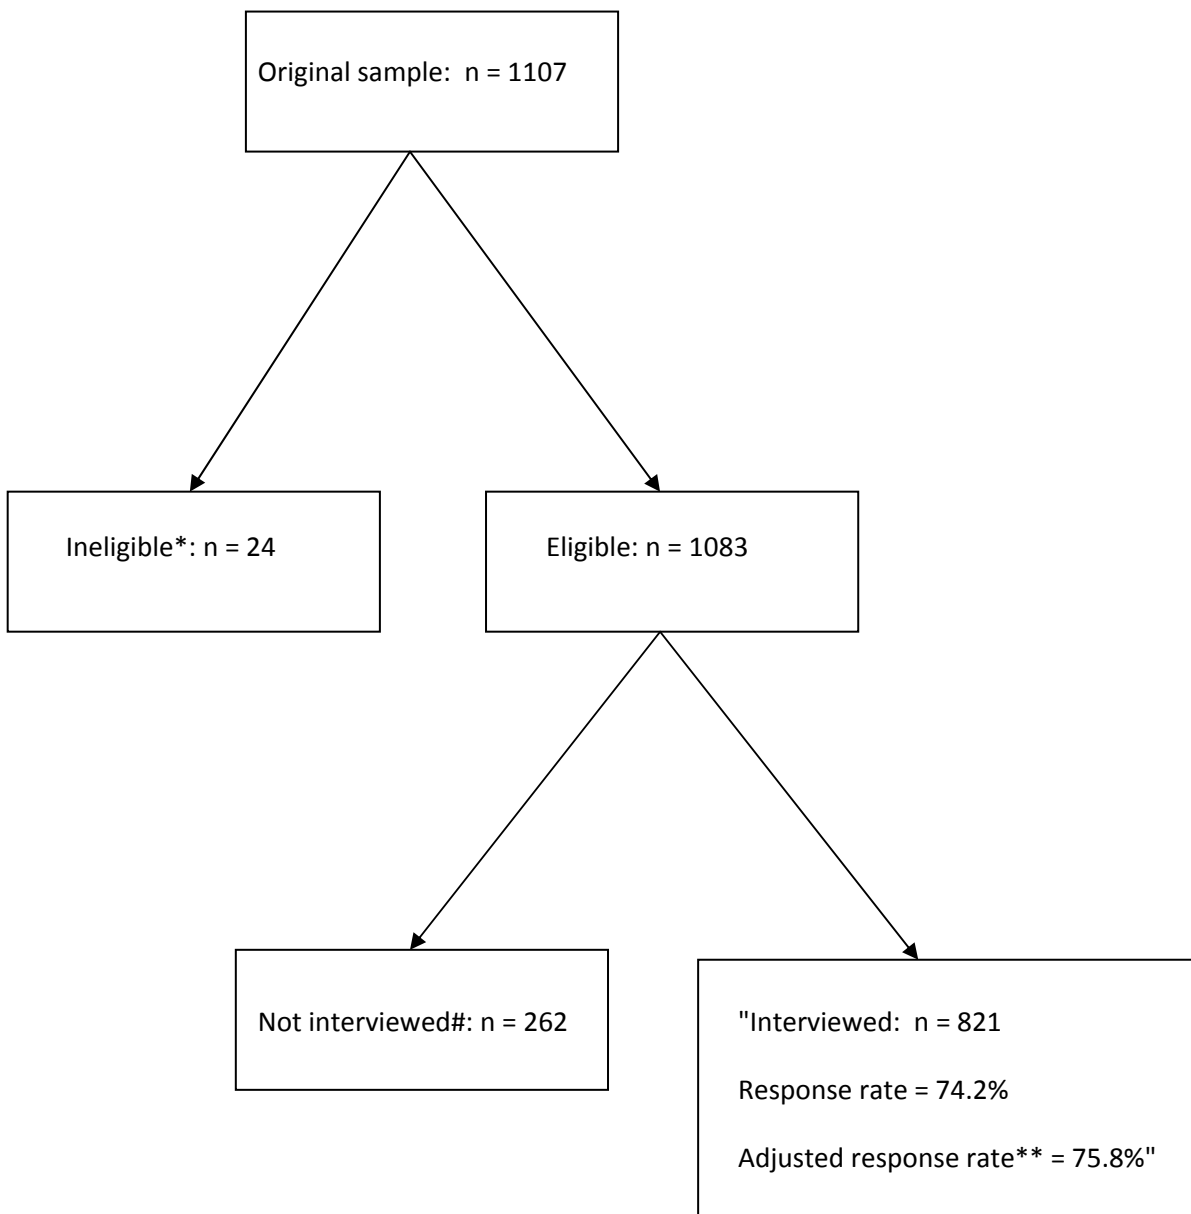 Original sample:  n = 1107
Ineligible*: n = 24
Eligible: n = 1083
Not interviewed#: n = 262
"Interviewed:  n = 821
Response rate = 74.2%
Adjusted response rate** = 75.8%"